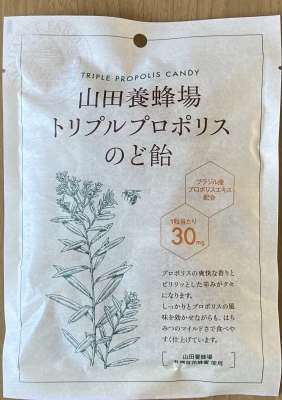 TRIPLE PROPOLIS CANDY
山田養蜂場
トリプルプロポリス
のど飴
ブラジル産
プロポリスエキス
配合
1粒当たり
30mg
プロポリスの爽快な香りと
ピリリッとした辛みがクセ
になります。
しっかりとプロポリスの風
味を効かせながらも、はち
みつのマイルドさで食べや
すく仕上げています。
山田養蜂場
使用